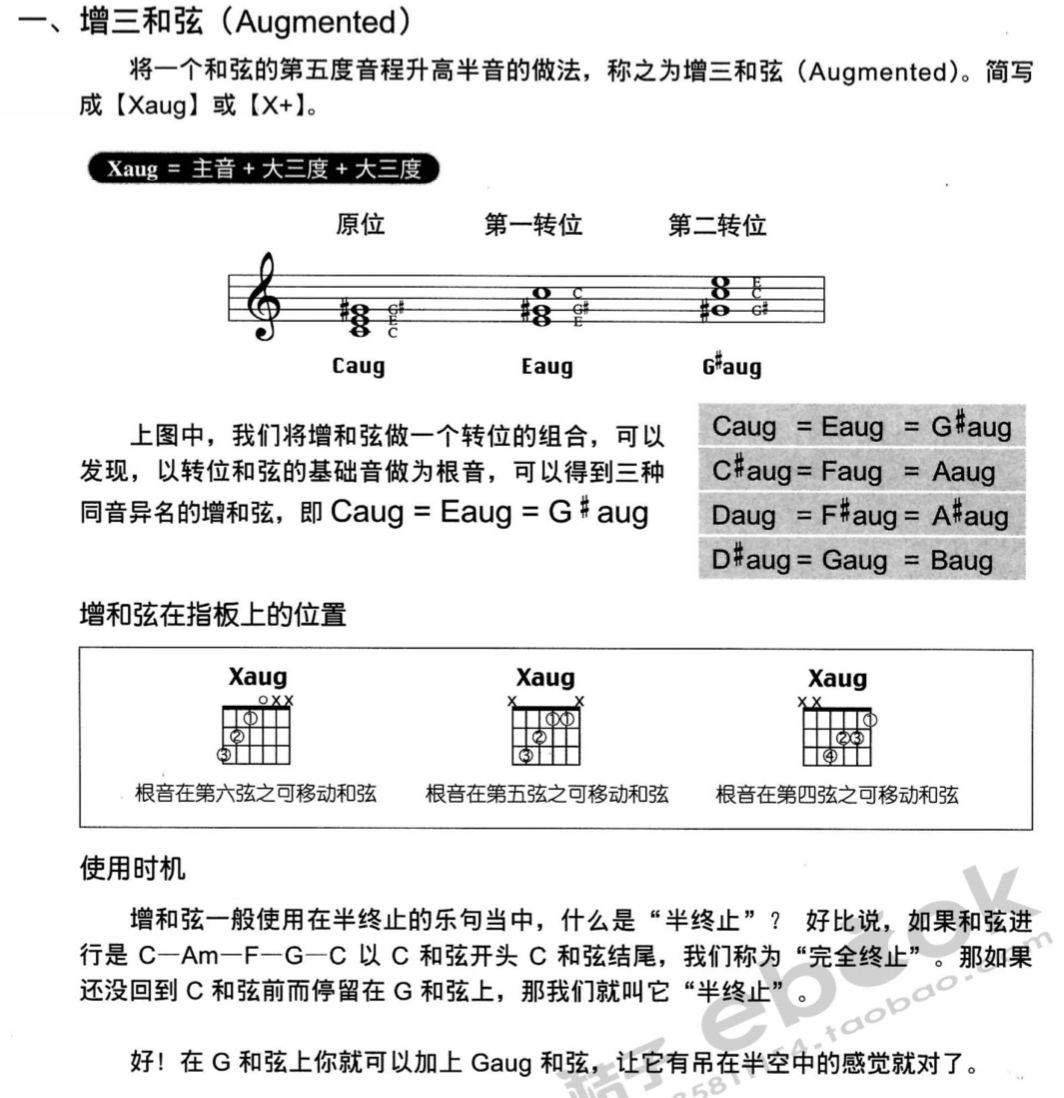 一、增三和弦（Augmented）
将一个和弦的第五度音程升高半音的做法，称之为增三和弦（Augmented）。简写
成【Xaug】或【X+】。
Xaug = 主音 + 大三度 + 大三度
原位 第一转位 第二转位
G# E C
C G# E
E C G#
Caug Eaug G#aug
上图中，我们将增和弦做一个转位的组合，可以
发现，以转位和弦的基础音做为根音，可以得到三种
同音异名的增和弦，即 Caug = Eaug = G#aug
Caug = Eaug = G#aug
C#aug = Faug = Aaug
Daug = F#aug = A#aug
D#aug = Gaug = Baug
增和弦在指板上的位置
Xaug Xaug Xaug
○xx x x xx
① ② ③
①① ② ③
① ②③ ④
根音在第六弦之可移动和弦 根音在第五弦之可移动和弦 根音在第四弦之可移动和弦
使用时机
增和弦一般使用在半终止的乐句当中，什么是“半终止”？ 好比说，如果和弦进
行是 C—Am—F—G—C 以 C 和弦开头 C 和弦结尾，我们称为“完全终止”。那如果
还没回到 C 和弦前而停留在 G 和弦上，那我们就叫它“半终止”。
好！在 G 和弦上你就可以加上 Gaug 和弦，让它有吊在半空中的感觉就对了。
ebook